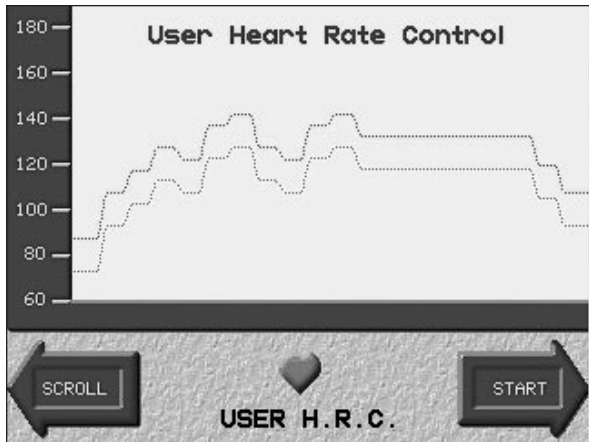 User Heart Rate Control
180
160
140
120
100
80
60
SCROLL
START
USER H.R.C.